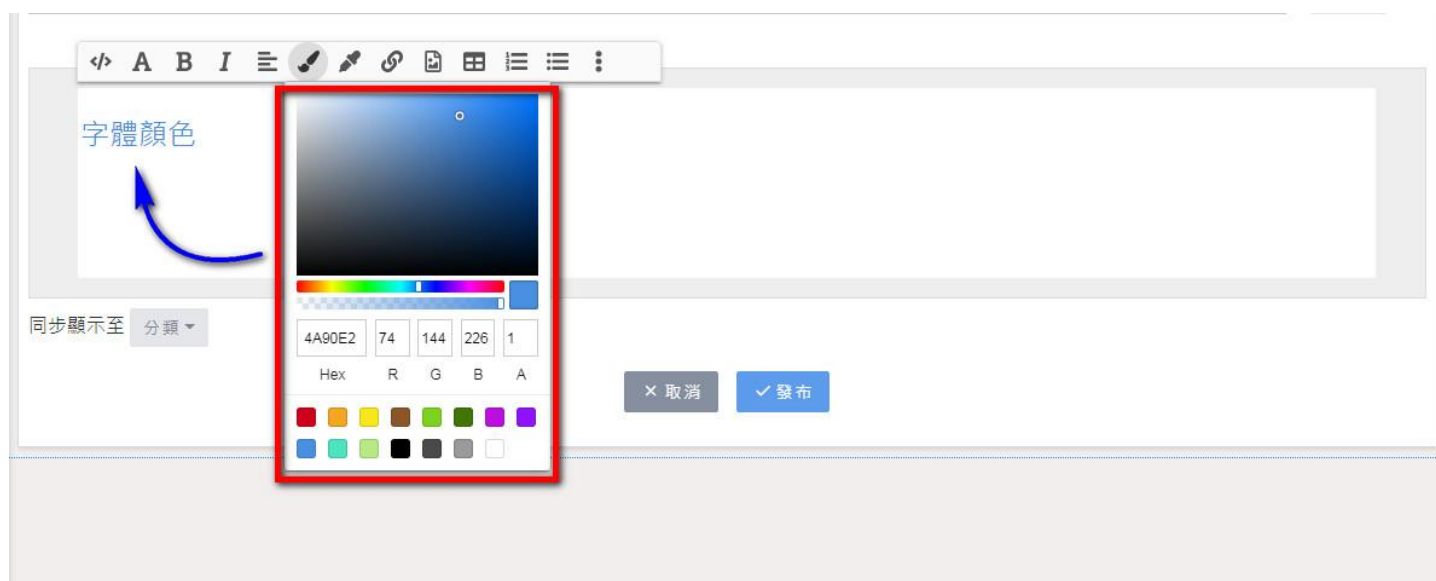 </> A B I
字體顏色
同步顯示至 分類
4A90E2 74 144 226 1
Hex R G B A
取消 發布